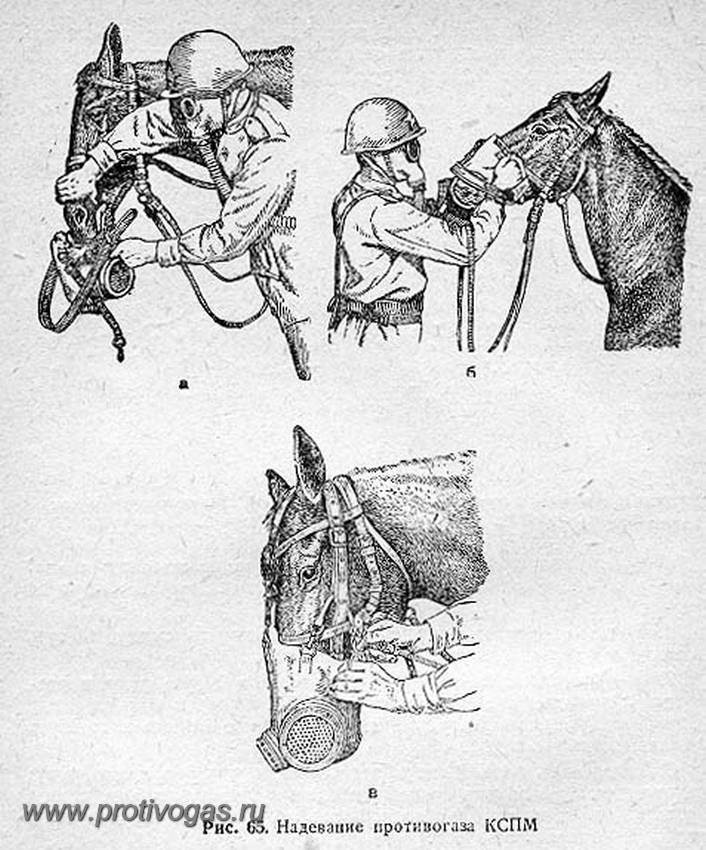 а
б
в
www.protivogas.ru
Рис. 65. Надевание противогаза КСПМ